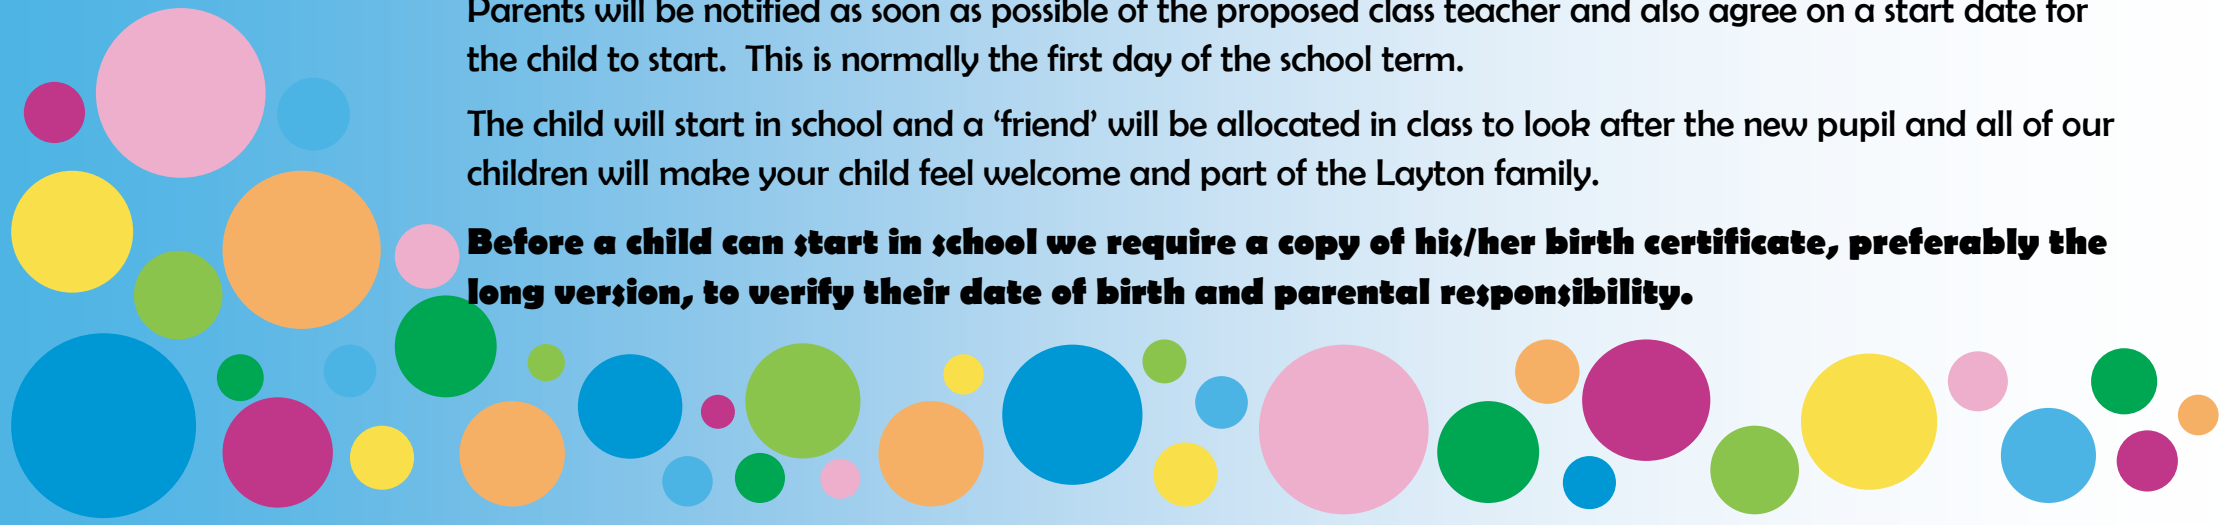 Parents will be notified as soon as possible of the proposed class teacher and also agree on a start date for
the child to start.  This is normally the first day of the school term.
The child will start in school and a ‘friend’ will be allocated in class to look after the new pupil and all of our
children will make your child feel welcome and part of the Layton family.
Before a child can start in school we require a copy of his/her birth certificate, preferably the
long version, to verify their date of birth and parental responsibility.